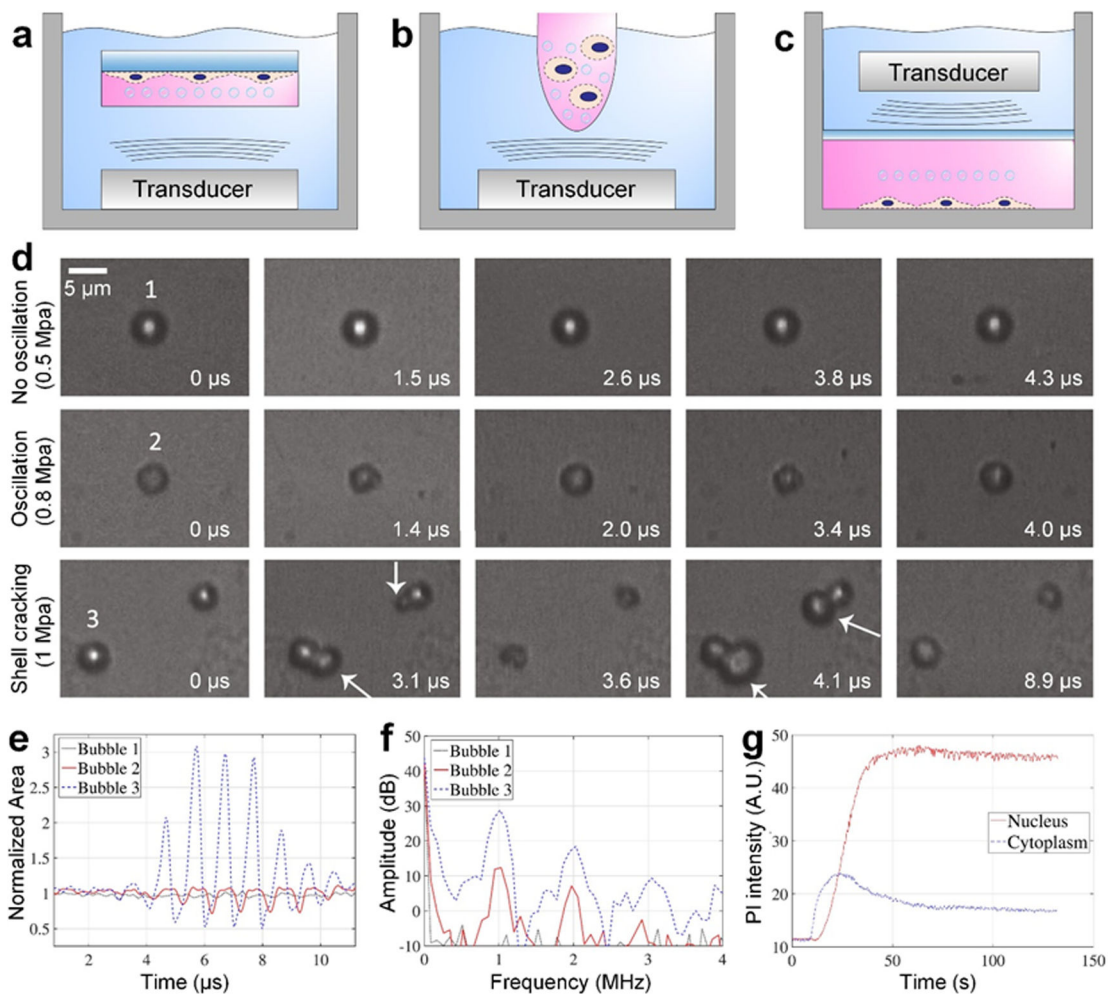 a
b
c
Transducer
Transducer
Transducer
d
No oscillation
(0.5 Mpa)
5 µm
1
0 µs
1.5 µs
2.6 µs
3.8 µs
4.3 µs
Oscillation
(0.8 Mpa)
2
0 µs
1.4 µs
2.0 µs
3.4 µs
4.0 µs
Shell cracking
(1 Mpa)
3
0 µs
3.1 µs
3.6 µs
4.1 µs
8.9 µs
e
Normalized Area
3
2.5
2
1.5
1
0.5
Bubble 1
Bubble 2
Bubble 3
2 4 6 8 10
Time (µs)
f
Amplitude (dB)
50
40
30
20
10
0
-10
Bubble 1
Bubble 2
Bubble 3
0 1 2 3 4
Frequency (MHz)
g
PI intensity (A.U.)
50
40
30
20
10
Nucleus
Cytoplasm
0 50 100 150
Time (s)